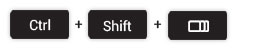 Ctrl + Shift +